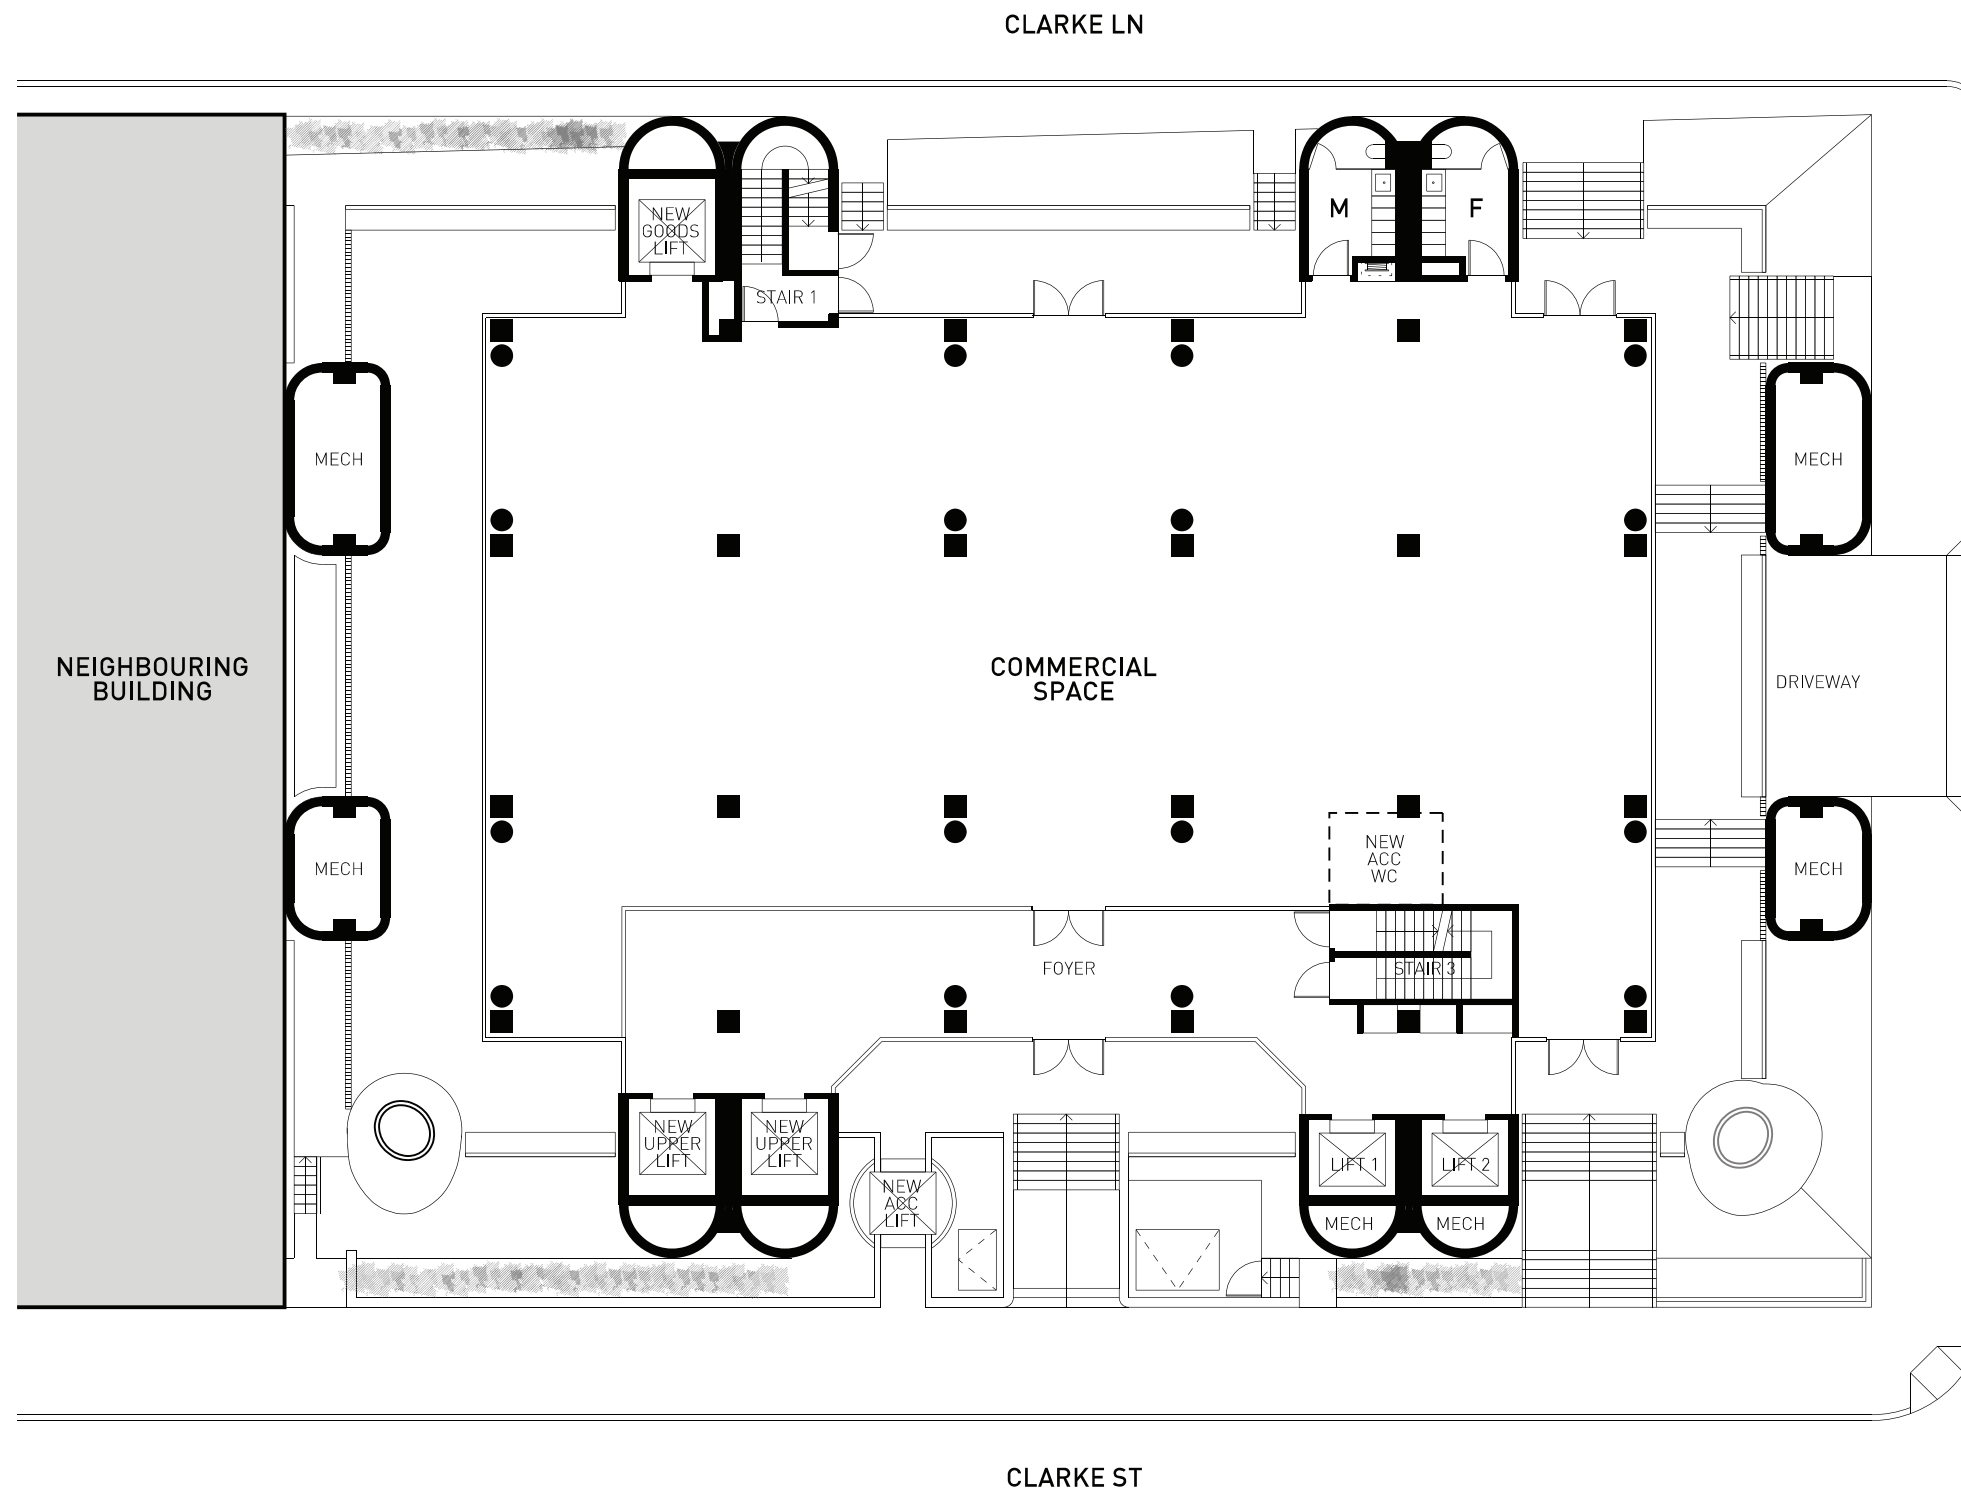 CLARKE LN
NEW
GOODS
LIFT
STAIR 1
M
F
MECH
MECH
NEIGHBOURING
BUILDING
COMMERCIAL
SPACE
DRIVEWAY
MECH
NEW
ACC
WC
MECH
FOYER
STAIR 3
NEW
UPPER
LIFT
NEW
UPPER
LIFT
NEW
ACC
LIFT
LIFT 1
LIFT 2
MECH
MECH
CLARKE ST